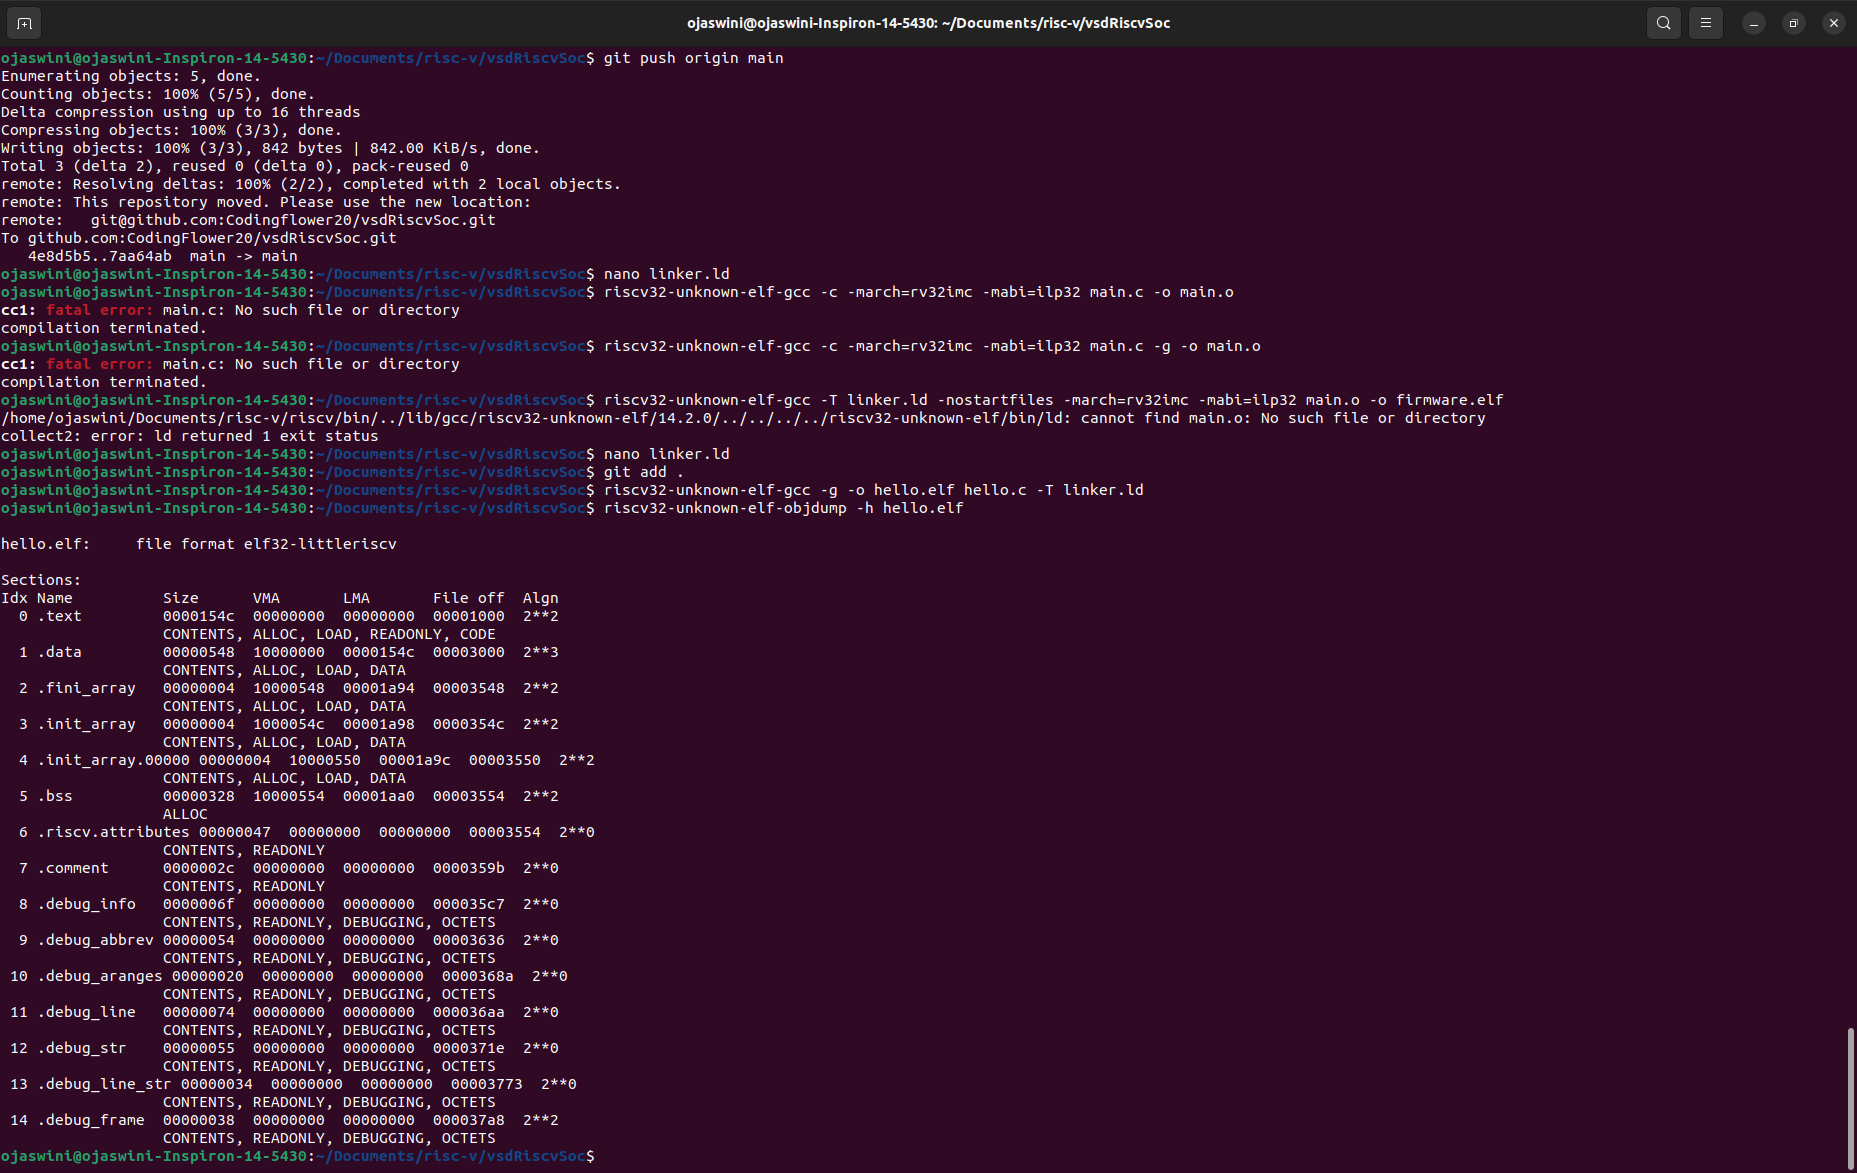 ojaswini@ojaswini-Inspiron-14-5430: ~/Documents/risc-v/vsdRiscvSoc
ojaswini@ojaswini-Inspiron-14-5430:~/Documents/risc-v/vsdRiscvSoc$ git push origin main
Enumerating objects: 5, done.
Counting objects: 100% (5/5), done.
Delta compression using up to 16 threads
Compressing objects: 100% (3/3), done.
Writing objects: 100% (3/3), 842 bytes | 842.00 KiB/s, done.
Total 3 (delta 2), reused 0 (delta 0), pack-reused 0
remote: Resolving deltas: 100% (2/2), completed with 2 local objects.
remote: This repository moved. Please use the new location:
remote:   git@github.com:Codingflower20/vsdRiscvSoc.git
To github.com:CodingFlower20/vsdRiscvSoc.git
   4e8d5b5..7aa64ab  main -> main
ojaswini@ojaswini-Inspiron-14-5430:~/Documents/risc-v/vsdRiscvSoc$ nano linker.ld
ojaswini@ojaswini-Inspiron-14-5430:~/Documents/risc-v/vsdRiscvSoc$ riscv32-unknown-elf-gcc -c -march=rv32imc -mabi=ilp32 main.c -o main.o
cc1: fatal error: main.c: No such file or directory
compilation terminated.
ojaswini@ojaswini-Inspiron-14-5430:~/Documents/risc-v/vsdRiscvSoc$ riscv32-unknown-elf-gcc -c -march=rv32imc -mabi=ilp32 main.c -g -o main.o
cc1: fatal error: main.c: No such file or directory
compilation terminated.
ojaswini@ojaswini-Inspiron-14-5430:~/Documents/risc-v/vsdRiscvSoc$ riscv32-unknown-elf-gcc -T linker.ld -nostartfiles -march=rv32imc -mabi=ilp32 main.o -o firmware.elf
/home/ojaswini/Documents/risc-v/riscv/bin/../lib/gcc/riscv32-unknown-elf/14.2.0/../../../../riscv32-unknown-elf/bin/ld: cannot find main.o: No such file or directory
collect2: error: ld returned 1 exit status
ojaswini@ojaswini-Inspiron-14-5430:~/Documents/risc-v/vsdRiscvSoc$ nano linker.ld
ojaswini@ojaswini-Inspiron-14-5430:~/Documents/risc-v/vsdRiscvSoc$ git add .
ojaswini@ojaswini-Inspiron-14-5430:~/Documents/risc-v/vsdRiscvSoc$ riscv32-unknown-elf-gcc -g -o hello.elf hello.c -T linker.ld
ojaswini@ojaswini-Inspiron-14-5430:~/Documents/risc-v/vsdRiscvSoc$ riscv32-unknown-elf-objdump -h hello.elf
hello.elf:     file format elf32-littleriscv
Sections:
Idx Name          Size      VMA       LMA       File off  Algn
  0 .text         0000154c  00000000  00000000  00001000  2**2
                  CONTENTS, ALLOC, LOAD, READONLY, CODE
  1 .data         00000548  10000000  0000154c  00003000  2**3
                  CONTENTS, ALLOC, LOAD, DATA
  2 .fini_array   00000004  10000548  00001a94  00003548  2**2
                  CONTENTS, ALLOC, LOAD, DATA
  3 .init_array   00000004  1000054c  00001a98  0000354c  2**2
                  CONTENTS, ALLOC, LOAD, DATA
  4 .init_array.00000 00000004  10000550  00001a9c  00003550  2**2
                  CONTENTS, ALLOC, LOAD, DATA
  5 .bss          00000328  10000554  00001aa0  00003554  2**2
                  ALLOC
  6 .riscv.attributes 00000047  00000000  00000000  00003554  2**0
                  CONTENTS, READONLY
  7 .comment      0000002c  00000000  00000000  0000359b  2**0
                  CONTENTS, READONLY
  8 .debug_info   0000006f  00000000  00000000  000035c7  2**0
                  CONTENTS, READONLY, DEBUGGING, OCTETS
  9 .debug_abbrev 00000054  00000000  00000000  00003636  2**0
                  CONTENTS, READONLY, DEBUGGING, OCTETS
 10 .debug_aranges 00000020  00000000  00000000  0000368a  2**0
                  CONTENTS, READONLY, DEBUGGING, OCTETS
 11 .debug_line   00000074  00000000  00000000  000036aa  2**0
                  CONTENTS, READONLY, DEBUGGING, OCTETS
 12 .debug_str    00000055  00000000  00000000  0000371e  2**0
                  CONTENTS, READONLY, DEBUGGING, OCTETS
 13 .debug_line_str 00000034  00000000  00000000  00003773  2**0
                  CONTENTS, READONLY, DEBUGGING, OCTETS
 14 .debug_frame  00000038  00000000  00000000  000037a8  2**2
                  CONTENTS, READONLY, DEBUGGING, OCTETS
ojaswini@ojaswini-Inspiron-14-5430:~/Documents/risc-v/vsdRiscvSoc$